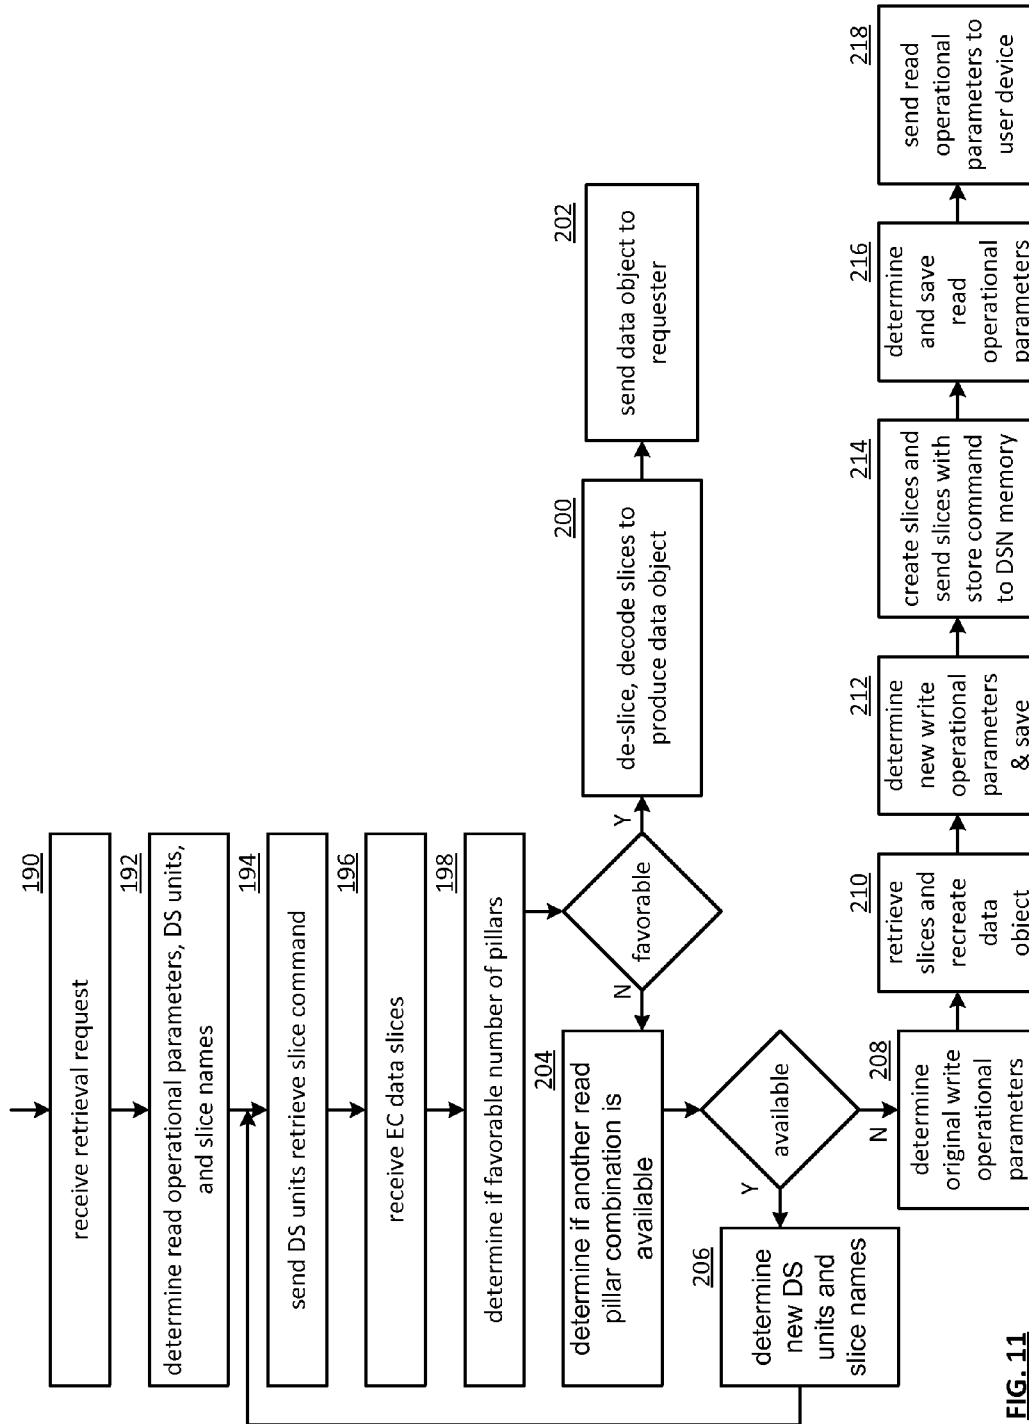 190
receive retrieval request
192
determine read operational parameters, DS units,
and slice names
194
send DS units retrieve slice command
196
receive EC data slices
198
determine if favorable number of pillars
favorable
Y
N
200
de-slice, decode slices to
produce data object
202
send data object to
requester
204
determine if another read
pillar combination is
available
available
Y
N
206
determine
new DS
units and
slice names
208
determine
original write
operational
parameters
210
retrieve
slices and
recreate
data
object
212
determine
new write
operational
parameters
& save
214
create slices and
send slices with
store command
to DSN memory
216
determine
and save
read
operational
parameters
218
send read
operational
parameters to
user device
FIG. 11